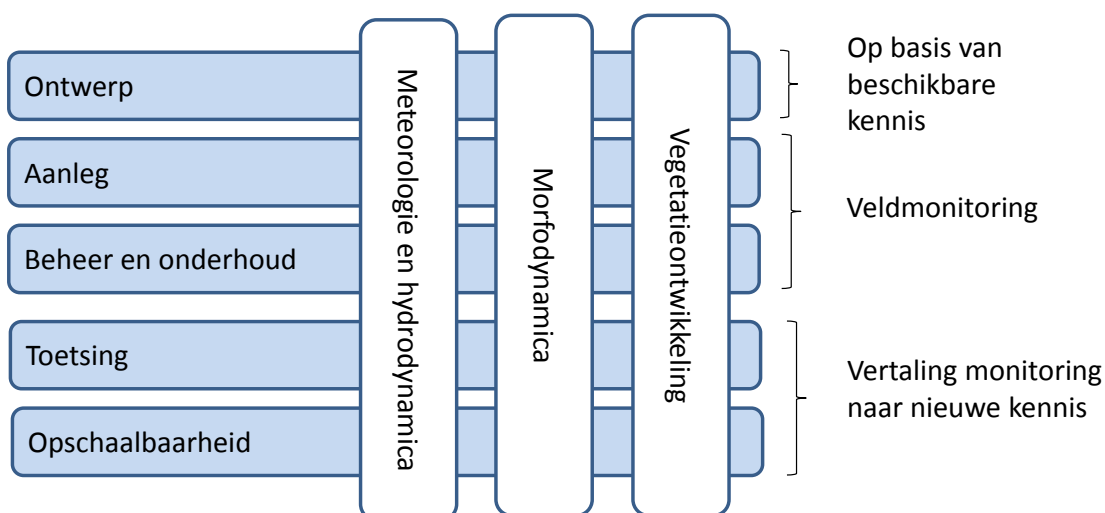 Ontwerp
Aanleg
Beheer en onderhoud
Toetsing
Opschaalbaarheid
Meteorologie en hydrodynamica
Morfodynamica
Vegetatieontwikkeling
Op basis van
beschikbare
kennis
Veldmonitoring
Vertaling monitoring
naar nieuwe kennis